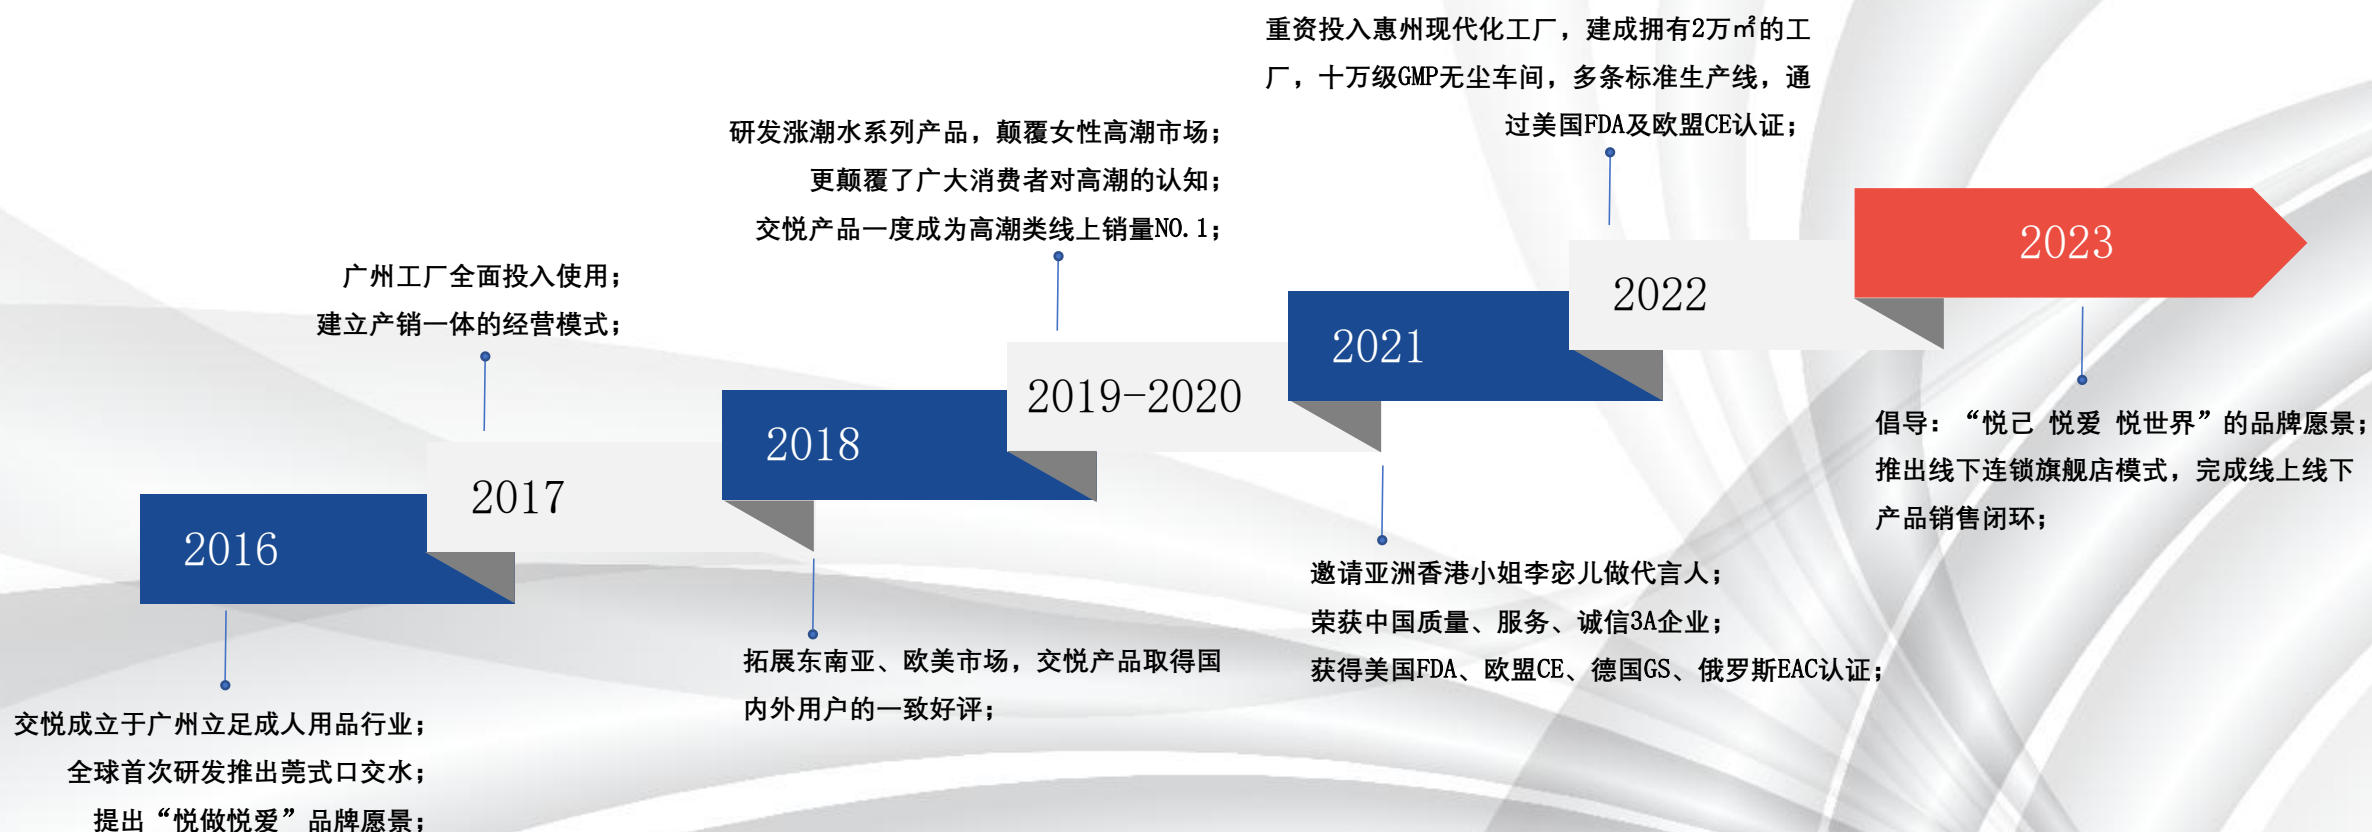 2016
交悦成立于广州立足成人用品行业；
全球首次研发推出莞式口交水；
提出“悦做悦爱”品牌愿景；
广州工厂全面投入使用；
建立产销一体的经营模式；
2017
2018
拓展东南亚、欧美市场，交悦产品取得国
内外用户的一致好评；
研发涨潮水系列产品，颠覆女性高潮市场；
更颠覆了广大消费者对高潮的认知；
交悦产品一度成为高潮类线上销量NO.1；
2019-2020
2021
邀请亚洲香港小姐李宓儿做代言人；
荣获中国质量、服务、诚信3A企业；
获得美国FDA、欧盟CE、德国GS、俄罗斯EAC认证；
重资投入惠州现代化工厂，建成拥有2万㎡的工
厂，十万级GMP无尘车间，多条标准生产线，通
过美国FDA及欧盟CE认证；
2022
2023
倡导：“悦己 悦爱 悦世界”的品牌愿景；
推出线下连锁旗舰店模式，完成线上线下
产品销售闭环；